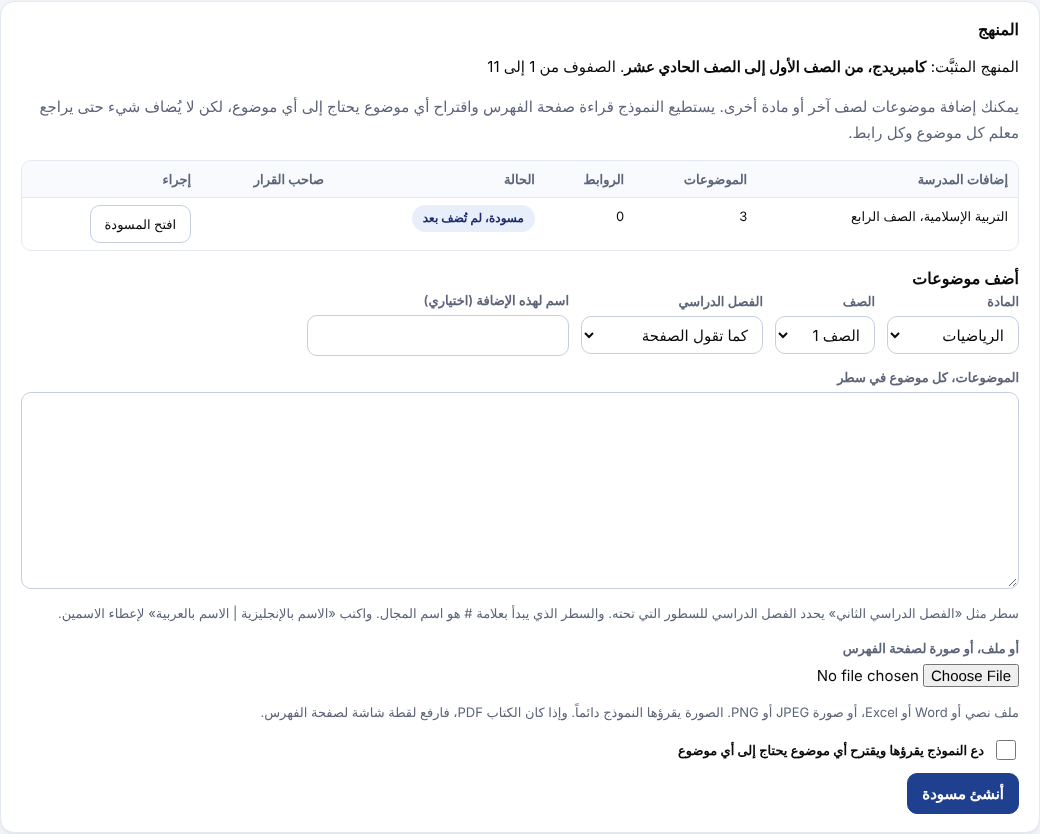 المنهج
المنهج المثبَّت: كامبريدج، من الصف الأول إلى الصف الحادي عشر. الصفوف من 1 إلى 11
يمكنك إضافة موضوعات لصف آخر أو مادة أخرى. يستطيع النموذج قراءة صفحة الفهرس واقتراح أي موضوع يحتاج إلى أي موضوع، لكن لا يُضاف شيء حتى يراجع
معلم كل موضوع وكل رابط.
إضافات المدرسة الموضوعات الروابط الحالة صاحب القرار إجراء
التربية الإسلامية، الصف الرابع 3 0 مسودة، لم تُضف بعد افتح المسودة
أضف موضوعات
المادة الصف الفصل الدراسي اسم لهذه الإضافة (اختياري)
الرياضيات الصف 1 كما تقول الصفحة
الموضوعات، كل موضوع في سطر
سطر مثل «الفصل الدراسي الثاني» يحدد الفصل الدراسي للسطور التي تحته. والسطر الذي يبدأ بعلامة # هو اسم المجال. واكتب «الاسم بالإنجليزية | الاسم بالعربية» لإعطاء الاسمين.
أو ملف، أو صورة لصفحة الفهرس
Choose File No file chosen
ملف نصي أو Word أو Excel، أو صورة JPEG أو PNG. الصورة يقرؤها النموذج دائماً. وإذا كان الكتاب PDF، فارفع لقطة شاشة لصفحة الفهرس.
دع النموذج يقرؤها ويقترح أي موضوع يحتاج إلى أي موضوع
أنشئ مسودة